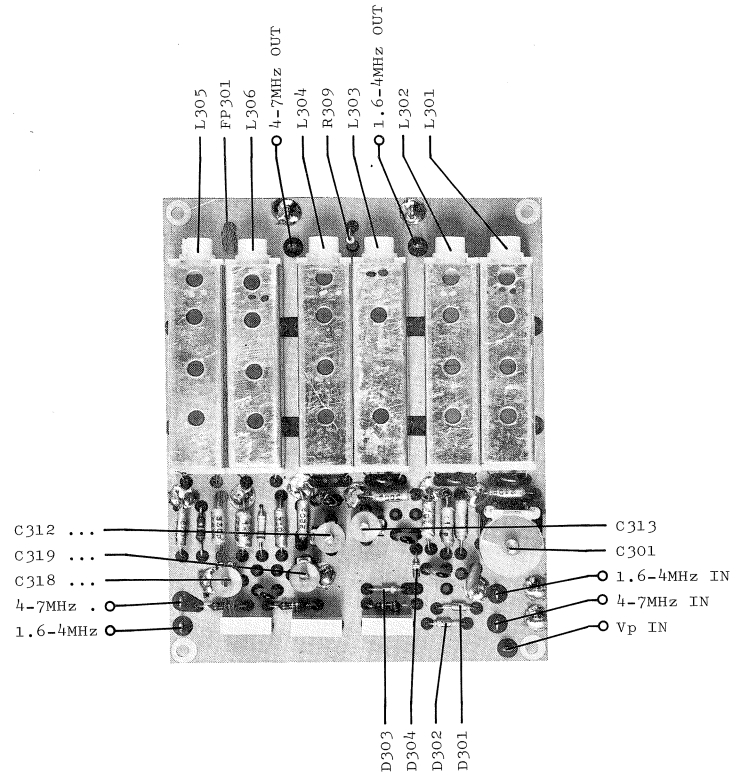 L305
FP301
L306
4-7MHz OUT
L304
R309
L303
1.6-4MHz OUT
L302
L301
C312 ...
C319 ...
C318 ...
4-7MHz .
1.6-4MHz
C313
C301
1.6-4MHz IN
4-7MHz IN
Vp IN
D303
D304
D302
D301